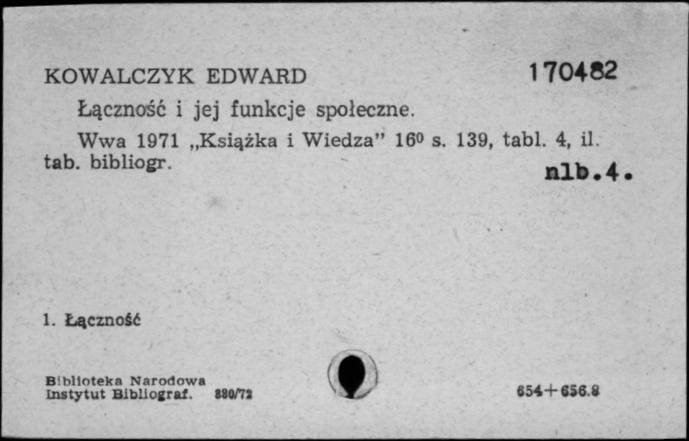 KOWALCZYK EDWARD 170482
Łączność i jej funkcje społeczne.
Wwa 1971 „Książka i Wiedza” 16⁰ s. 139, tabl. 4, il.
tab. bibliogr. nlb.4.
1. Łączność
Biblioteka Narodowa
Instytut Bibliograf. 880/72 654+656.8